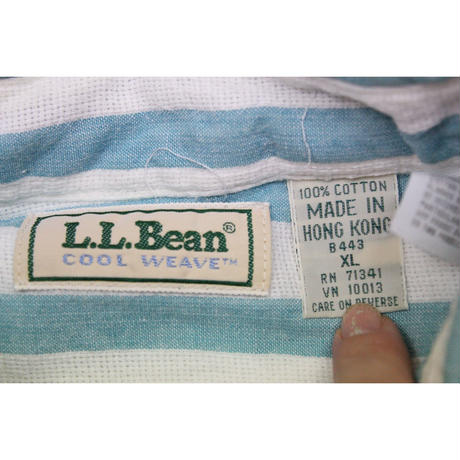 L.L.Bean®
COOL WEAVE™
100% COTTON
MADE IN
HONG KONG
B443
XL
RN 71341
VN 10013
CARE ON REVERSE